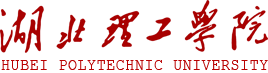 湖北理工學院
HUBEI POLYTECHNIC UNIVERSITY